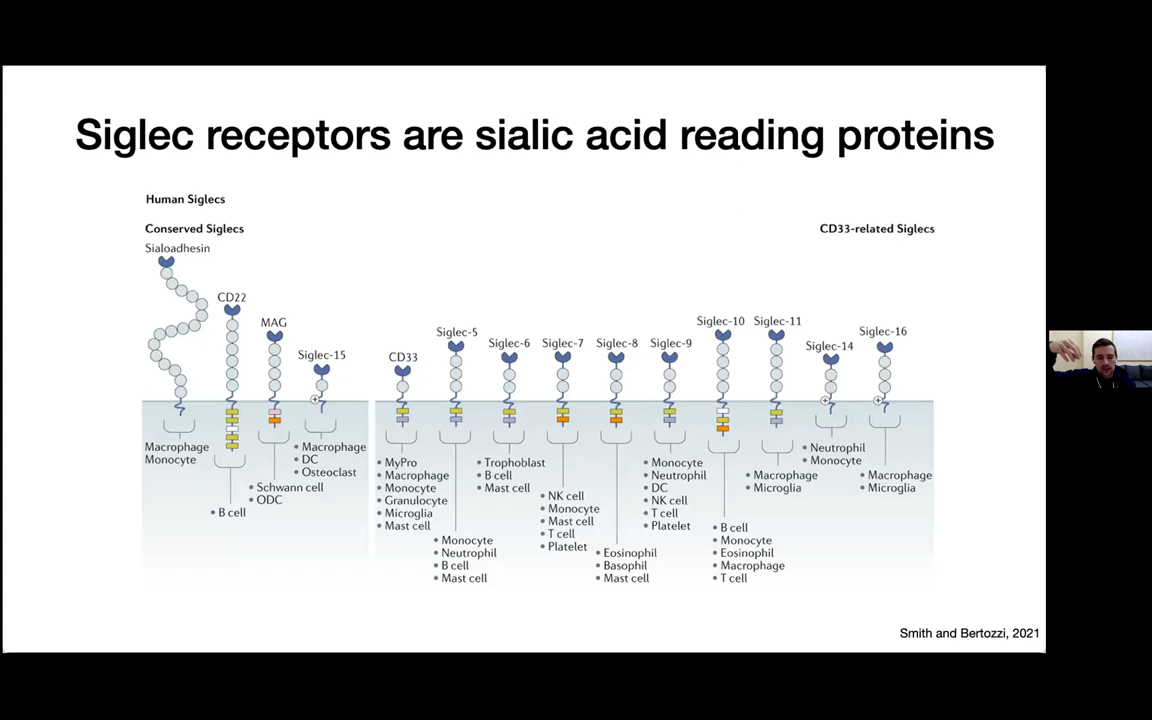 Siglec receptors are sialic acid reading proteins
Human Siglecs
Conserved Siglecs
CD33-related Siglecs
Sialoadhesin
CD22
MAG
Siglec-15
CD33
Siglec-5
Siglec-6
Siglec-7
Siglec-8
Siglec-9
Siglec-10
Siglec-11
Siglec-14
Siglec-16
Macrophage
Monocyte
• B cell
• Schwann cell
• ODC
• Macrophage
• DC
• Osteoclast
• MyPro
• Macrophage
• Monocyte
• Granulocyte
• Microglia
• Mast cell
• Monocyte
• Neutrophil
• B cell
• Mast cell
• Trophoblast
• B cell
• Mast cell
• NK cell
• Monocyte
• Mast cell
• T cell
• Platelet
• Eosinophil
• Basophil
• Mast cell
• Monocyte
• Neutrophil
• DC
• NK cell
• T cell
• Platelet
• B cell
• Monocyte
• Eosinophil
• Macrophage
• T cell
• Macrophage
• Microglia
• Neutrophil
• Monocyte
• Macrophage
• Microglia
Smith and Bertozzi, 2021